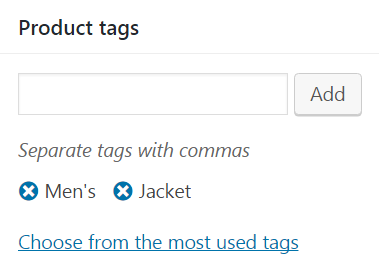 Product tags
Add
Separate tags with commas
Men's Jacket
Choose from the most used tags